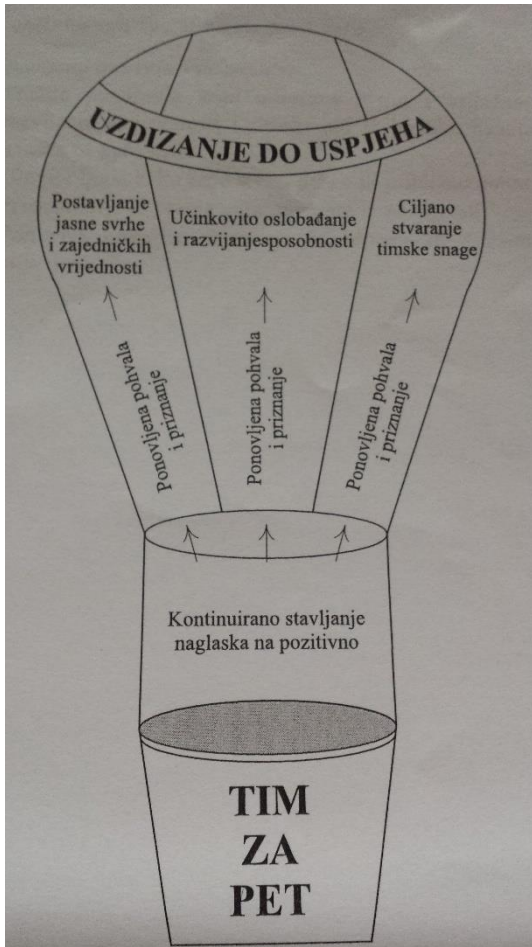 UZDIZANJE DO USPJEHA
Postavljanje
jasne svrhe
i zajedničkih
vrijednosti
Učinkovito oslobađanje
i razvijanjesposobnosti
Ciljano
stvaranje
timske snage
Ponovljena pohvala
i priznanje
Ponovljena pohvala
i priznanje
Ponovljena pohvala
i priznanje
Kontinuirano stavljanje
naglaska na pozitivno
TIM
ZA
PET